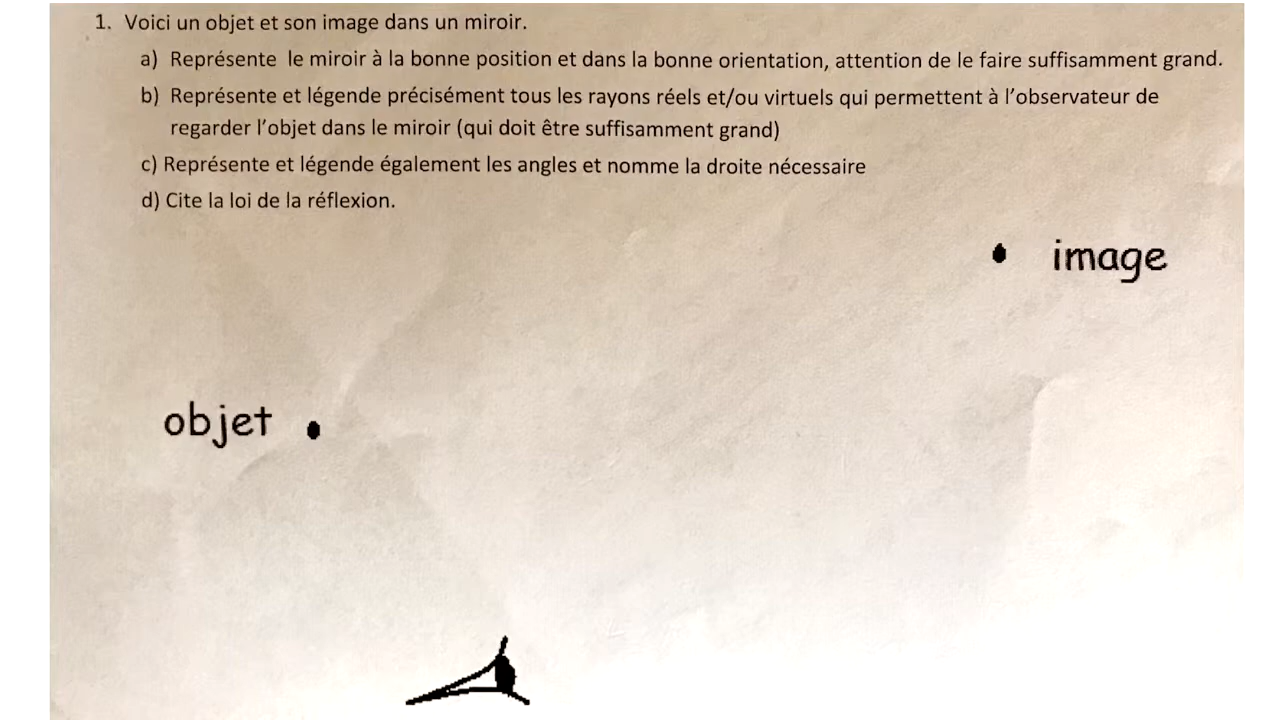 1. Voici un objet et son image dans un miroir.
a) Représente le miroir à la bonne position et dans la bonne orientation, attention de le faire suffisamment grand.
b) Représente et légende précisément tous les rayons réels et/ou virtuels qui permettent à l'observateur de
regarder l'objet dans le miroir (qui doit être suffisamment grand)
c) Représente et légende également les angles et nomme la droite nécessaire
d) Cite la loi de la réflexion.
image
objet